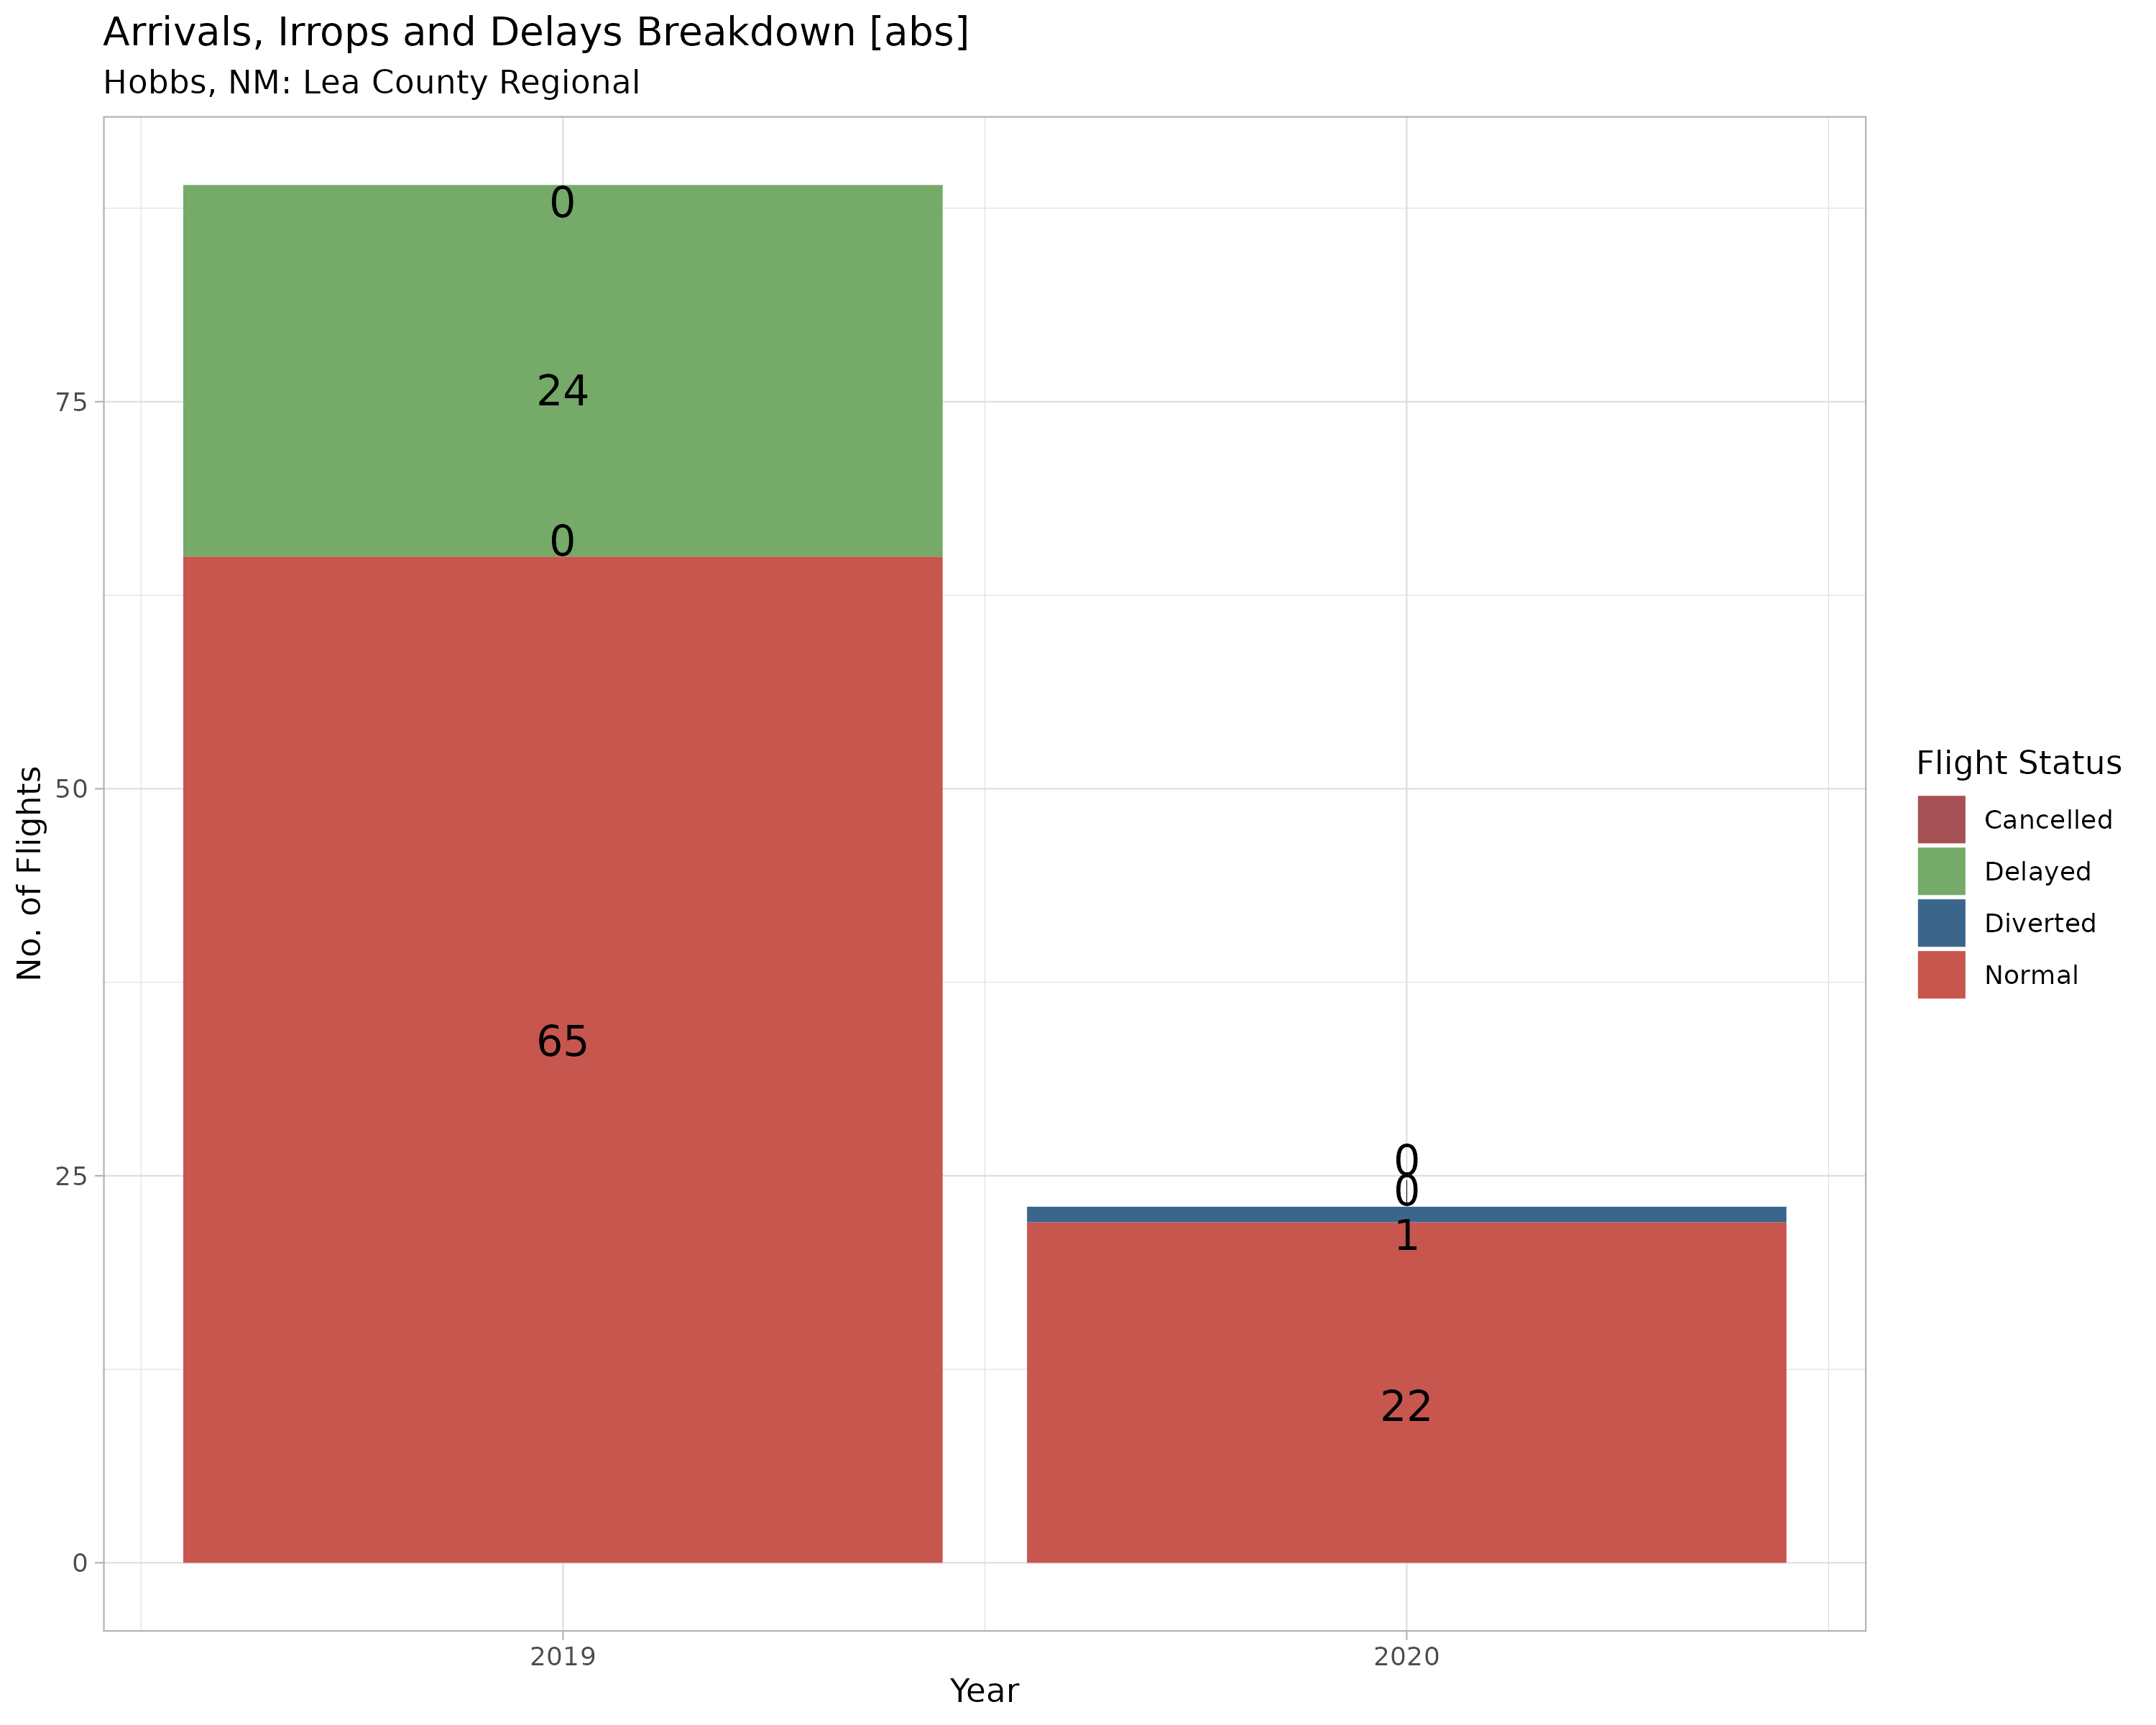 Arrivals, Irrops and Delays Breakdown [abs]
Hobbs, NM: Lea County Regional
No. of Flights
75
50
25
0
0
24
0
65
0
0
1
22
2019
2020
Year
Flight Status
Cancelled
Delayed
Diverted
Normal